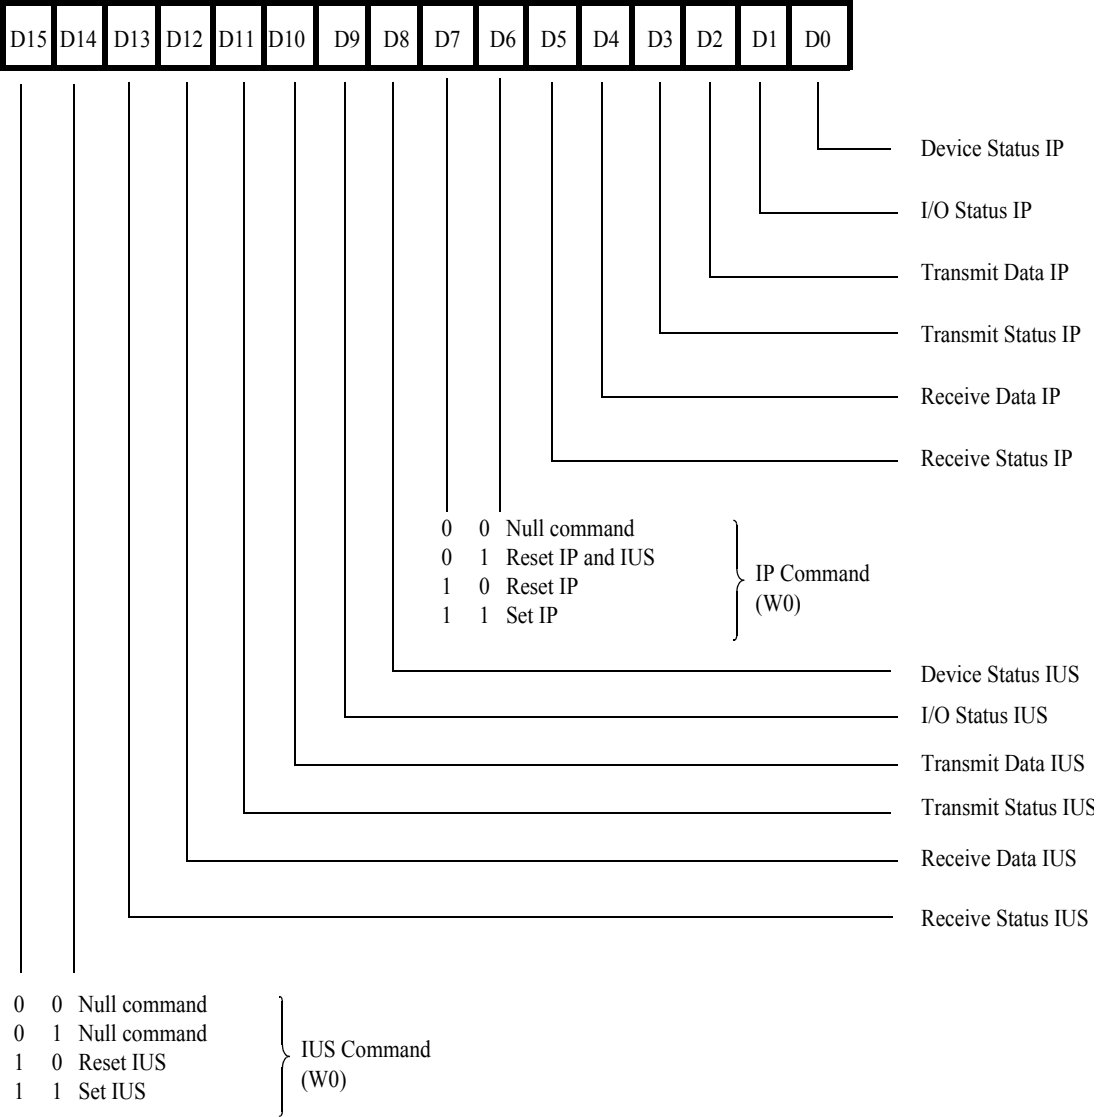 D15 D14 D13 D12 D11 D10 D9 D8 D7 D6 D5 D4 D3 D2 D1 D0
Device Status IP
I/O Status IP
Transmit Data IP
Transmit Status IP
Receive Data IP
Receive Status IP
0 0 Null command
0 1 Reset IP and IUS
1 0 Reset IP
1 1 Set IP
IP Command
(W0)
Device Status IUS
I/O Status IUS
Transmit Data IUS
Transmit Status IUS
Receive Data IUS
Receive Status IUS
0 0 Null command
0 1 Null command
1 0 Reset IUS
1 1 Set IUS
IUS Command
(W0)